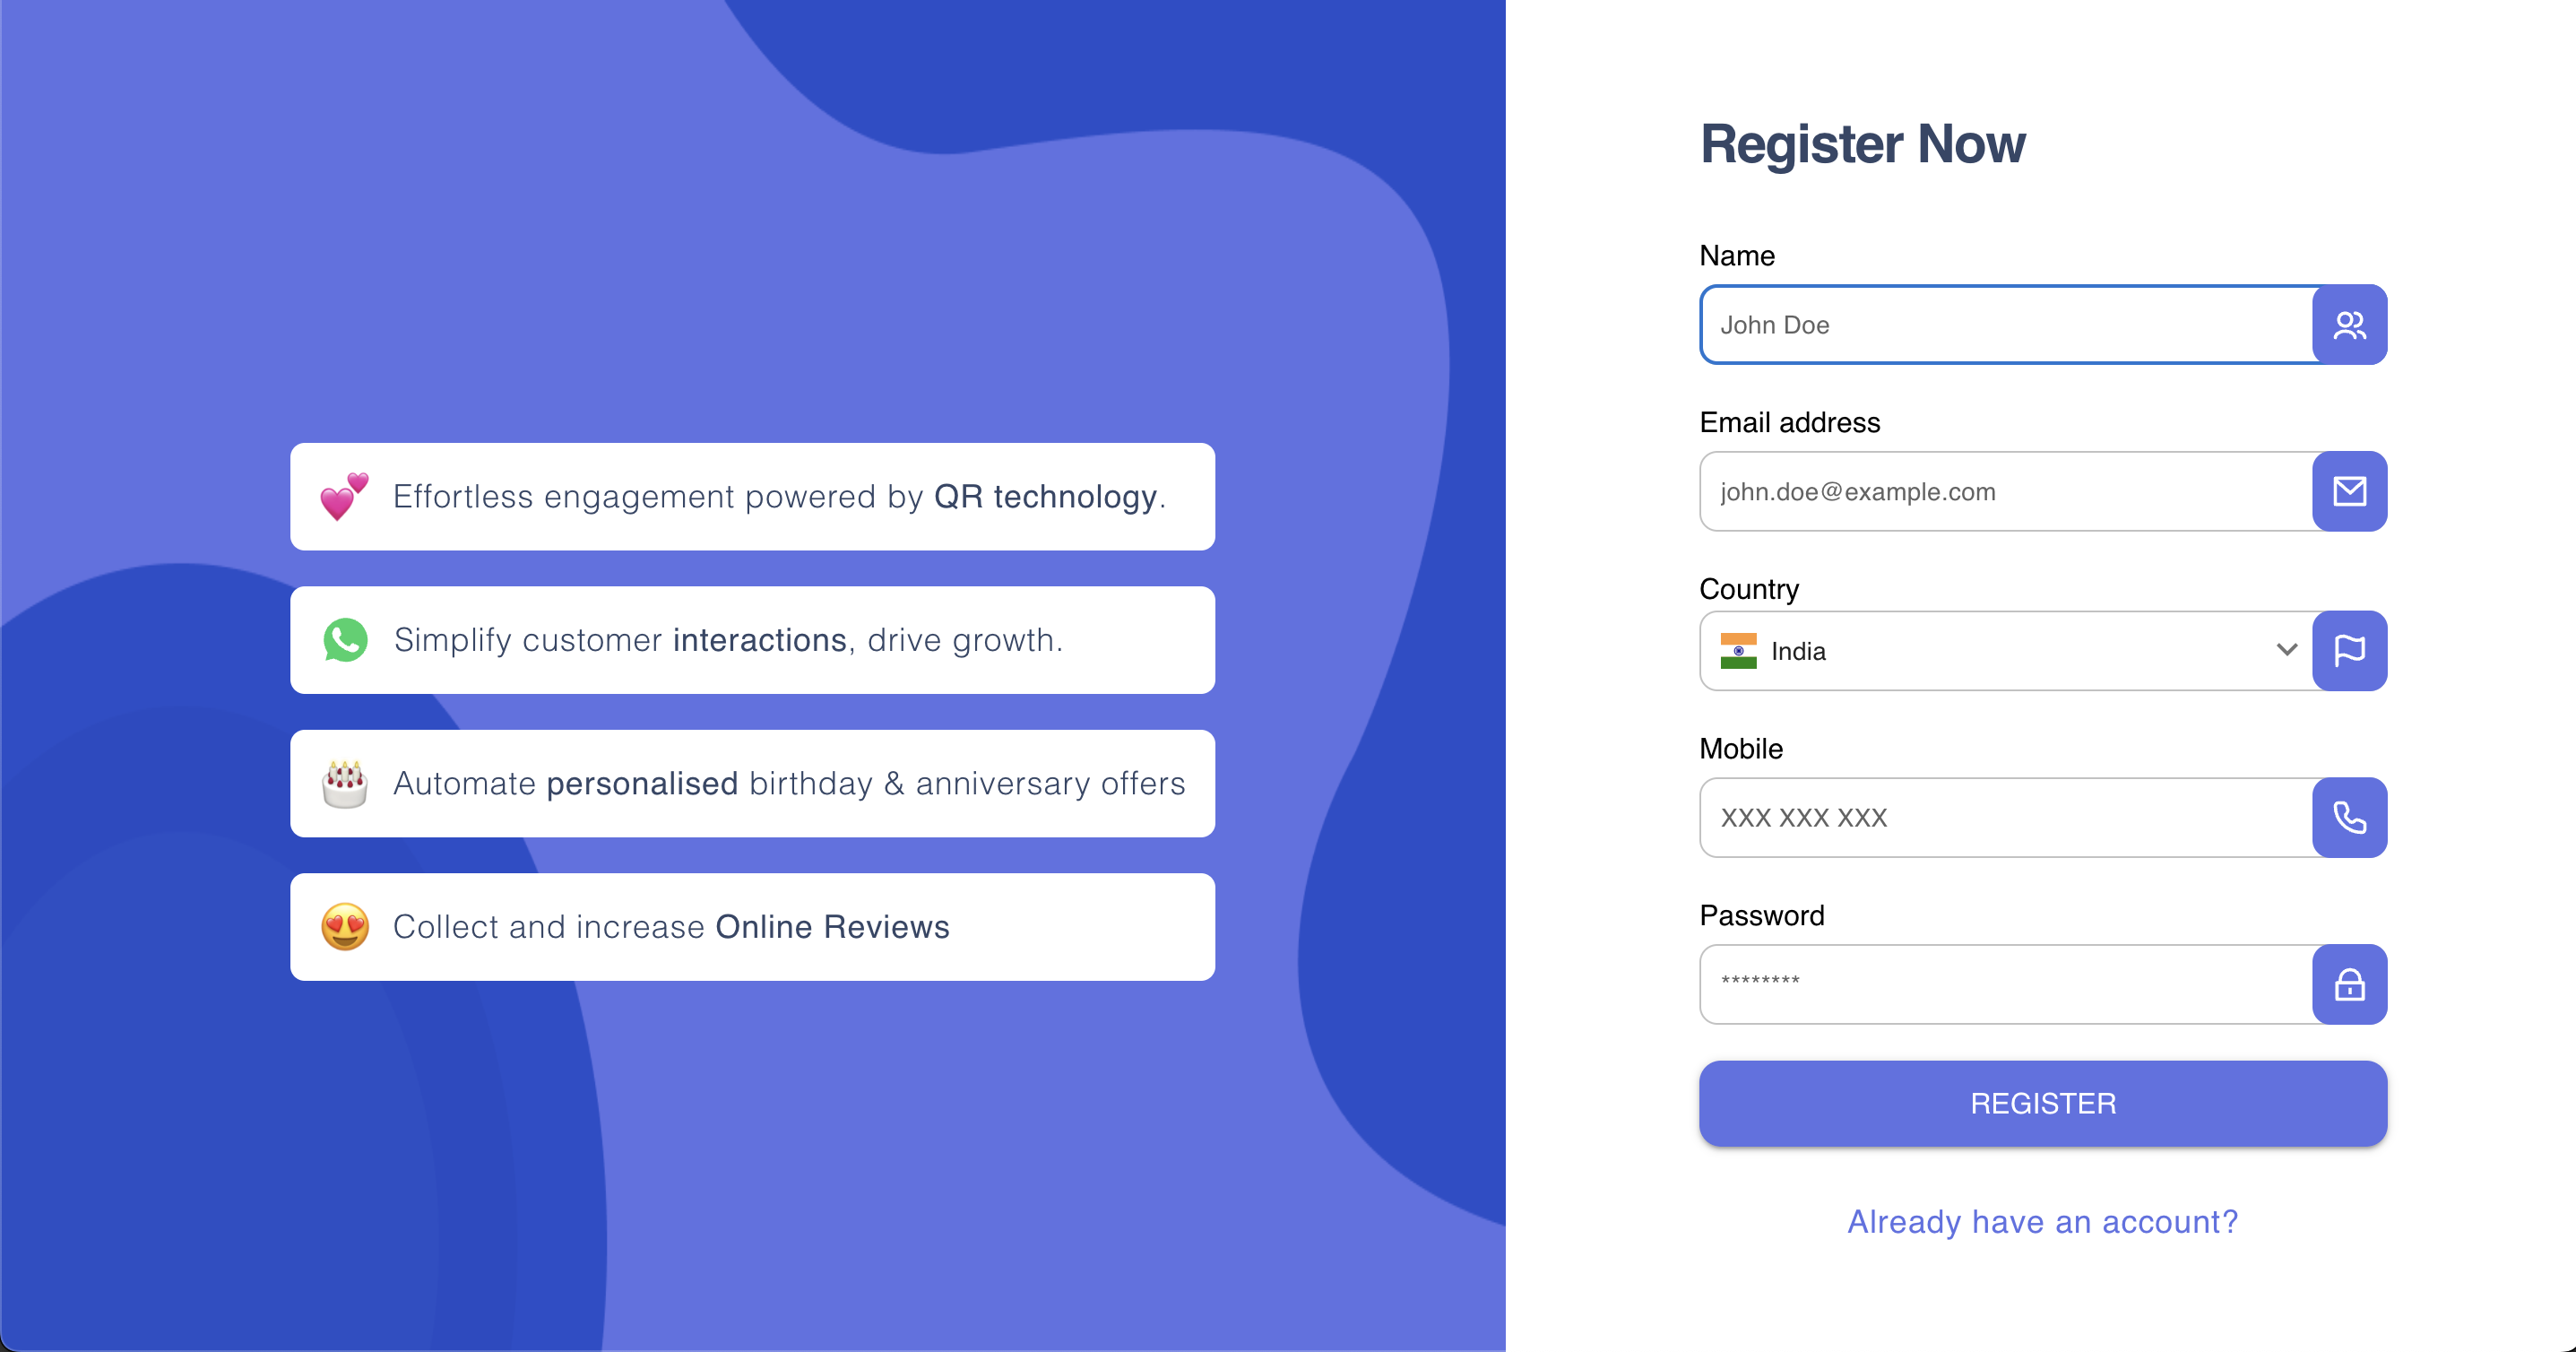 Effortless engagement powered by QR technology.
Simplify customer interactions, drive growth.
Automate personalised birthday & anniversary offers
Collect and increase Online Reviews
Register Now
Name
John Doe
Email address
john.doe@example.com
Country
India
Mobile
XXX XXX XXX
Password
********
REGISTER
Already have an account?